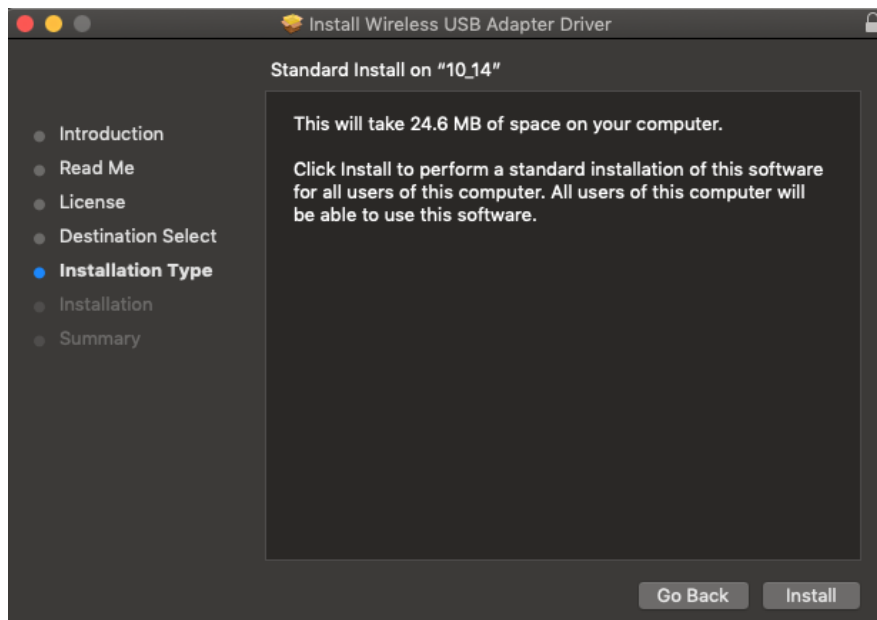 Install Wireless USB Adapter Driver
Standard Install on “10_14”
Introduction
Read Me
License
Destination Select
Installation Type
Installation
Summary
This will take 24.6 MB of space on your computer.
Click Install to perform a standard installation of this software
for all users of this computer. All users of this computer will
be able to use this software.
Go Back
Install